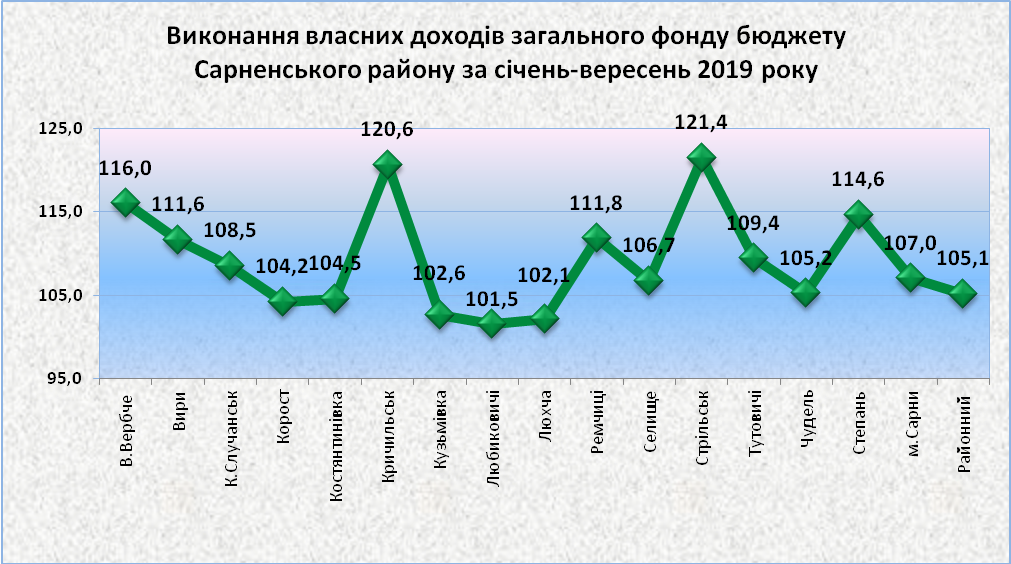 Виконання власних доходів загального фонду бюджету
Сарненського району за січень-вересень 2019 року
125,0
115,0
105,0
95,0
116,0
111,6
108,5
104,2
104,5
120,6
102,6
101,5
102,1
111,8
106,7
121,4
109,4
105,2
114,6
107,0
105,1
В.Вербче
Вири
К.Случанськ
Корост
Костянтинівка
Кричильськ
Кузьмівка
Любиковичі
Люхча
Ремчиці
Селище
Стрільськ
Тутовичі
Чудель
Степань
м.Сарни
Районний